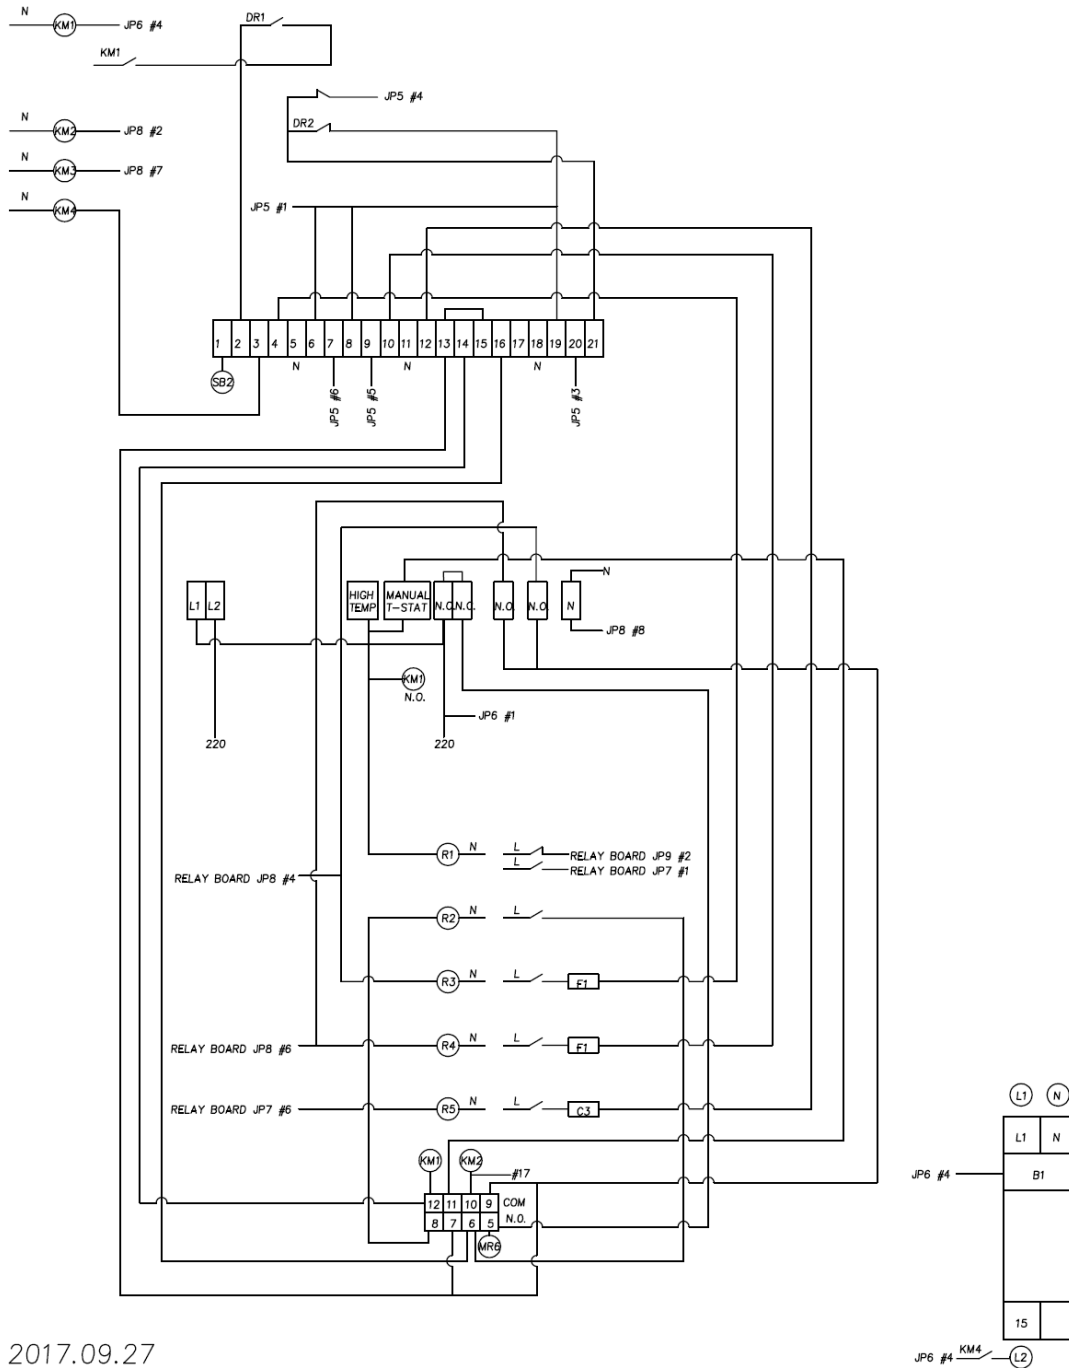 N
KM1
JP6 #4
DR1
KM1
JP5 #4
N
KM2
JP8 #2
DR2
N
KM3
JP8 #7
N
KM4
JP5 #1
1 2 3 4 5 6 7 8 9 10 11 12 13 14 15 16 17 18 19 20 21
N N N
SB2
JP5 #6
JP5 #5
JP5 #3
L1 L2
HIGH TEMP
MANUAL T-STAT
N.C. N.C.
N.O.
N.O.
N
N
JP8 #8
KM1
N.O.
JP6 #1
220
220
R1 N L
RELAY BOARD JP9 #2
L
RELAY BOARD JP7 #1
RELAY BOARD JP8 #4
R2 N L
R3 N L F1
RELAY BOARD JP8 #6
R4 N L F1
RELAY BOARD JP7 #6
R5 N L C3
KM1
KM2
#17
12 11 10 9 COM
8 7 6 5 N.O.
MR6
L1 N
L1 N
JP6 #4
B1
15
JP6 #4
KM4
L2
2017.09.27